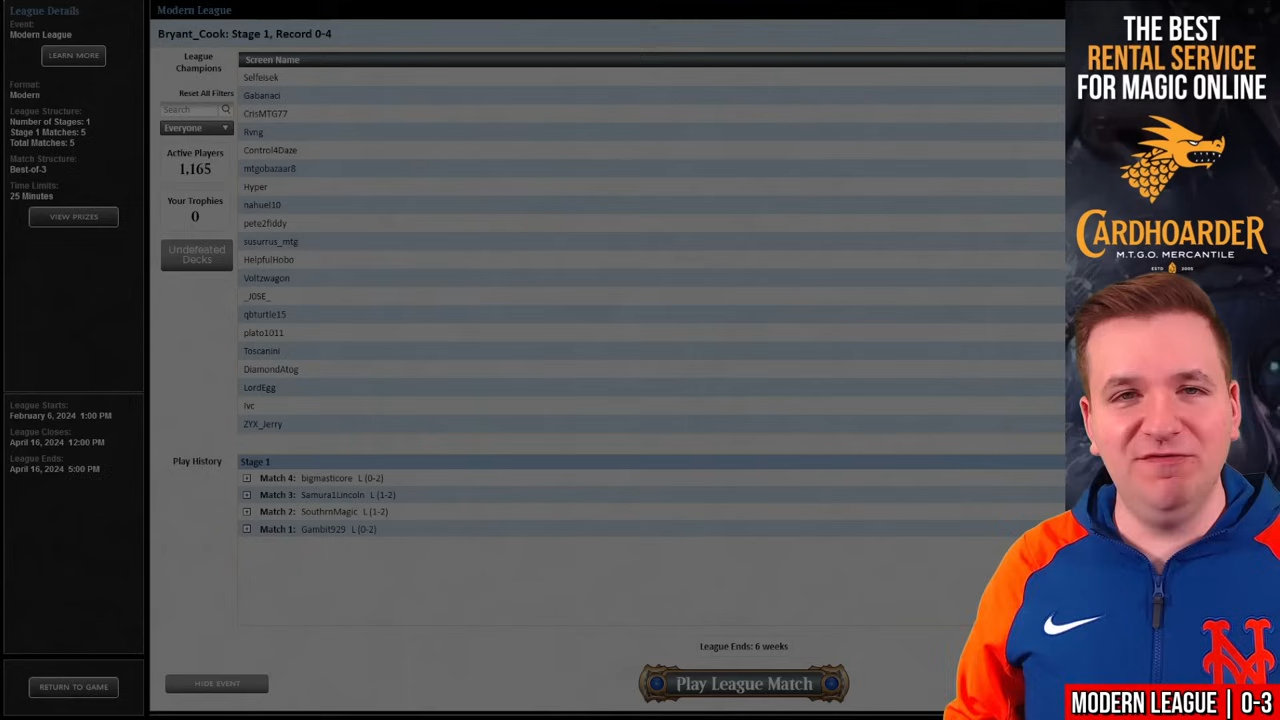 League Details
Event:
Modern League
LEARN MORE
Format:
Modern
League Structure:
Number of Stages: 1
Stage 1 Matches: 5
Total Matches: 5
Match Structure:
Best-of-3
Time Limits:
25 Minutes
VIEW PRIZES
League Starts:
February 6, 2024 1:00 PM
League Closes:
April 16, 2024 12:00 PM
League Ends:
April 16, 2024 5:00 PM
RETURN TO GAME
Modern League
Bryant_Cook: Stage 1, Record 0-4
League
Champions
Reset All Filters
Search
Everyone
Active Players
1,165
Your Trophies
0
Undefeated
Decks
Screen Name
Selfeisek
Gabanaci
CrisMTG77
Rvng
Control4Daze
mtgobazaar8
Hyper
nahuel10
pete2fiddy
susurrus_mtg
HelpfulHobo
Voltzwagon
_J0SE_
qbturtle15
plato1011
Toscanini
DiamondAtog
LordEgg
ZYX_Jerry
Play History
Stage 1
Match 4: bigmasticore L (0-2)
Match 3: Samura1Lincoln L (1-2)
Match 2: SouthrnMagic L (1-2)
Match 1: Gambit929 L (0-2)
League Ends: 6 weeks
HIDE EVENT
Play League Match
THE BEST
RENTAL SERVICE
FOR MAGIC ONLINE
CARDHOARDER
M.T.G.O. MERCANTILE
ESTD 2005
NY
MODERN LEAGUE | 0-3